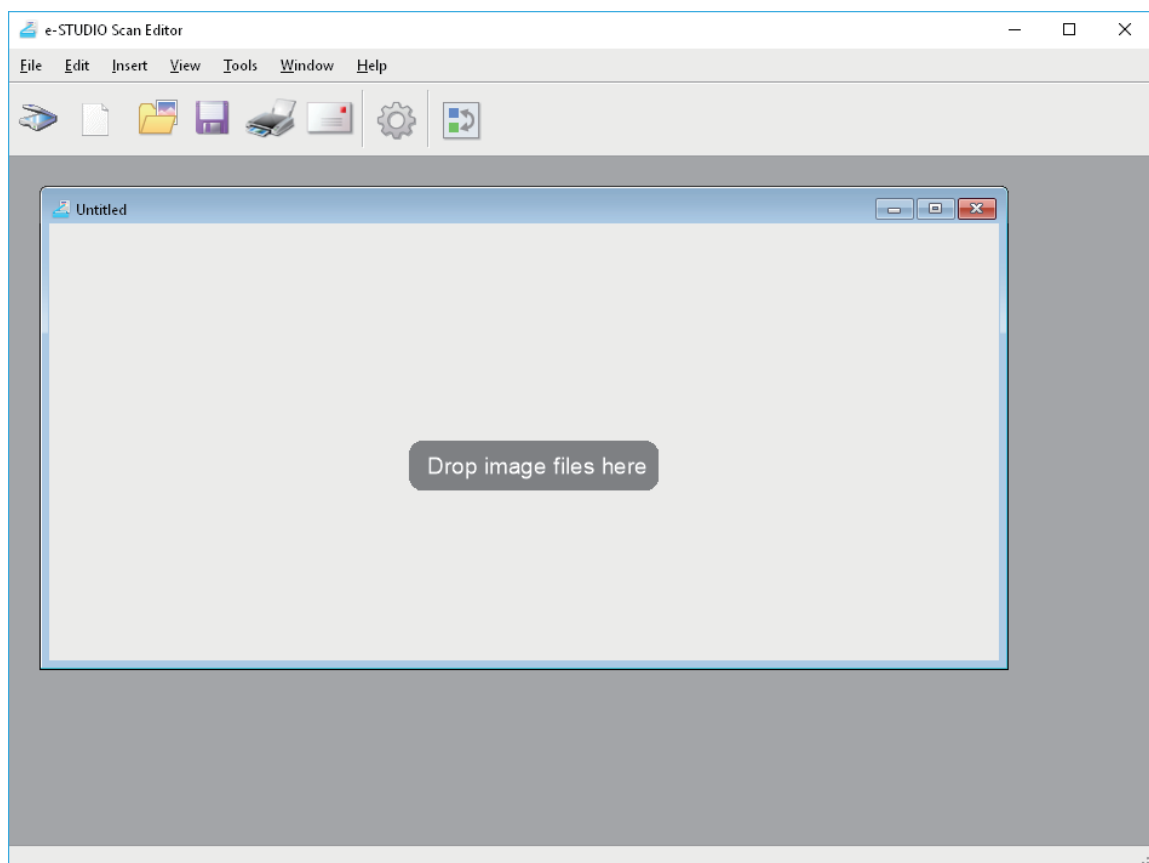 e-STUDIO Scan Editor
File Edit Insert View Tools Window Help
Untitled
Drop image files here